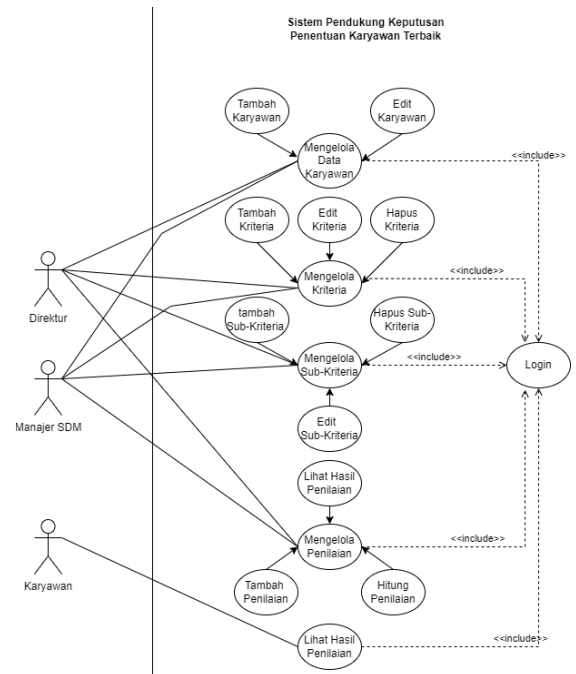 Sistem Pendukung Keputusan
Penentuan Karyawan Terbaik
Tambah
Karyawan
Edit
Karyawan
Mengelola
Data
Karyawan
<<include>>
Tambah
Kriteria
Edit
Kriteria
Hapus
Kriteria
Mengelola
Kriteria
<<include>>
Direktur
tambah
Sub-Kriteria
Hapus Sub-
Kriteria
Mengelola
Sub-Kriteria
<<include>>
Login
Manajer SDM
Edit
Sub-Kriteria
Lihat Hasil
Penilaian
Mengelola
Penilaian
<<include>>
Karyawan
Tambah
Penilaian
Hitung
Penilaian
Lihat Hasil
Penilaian
<<include>>